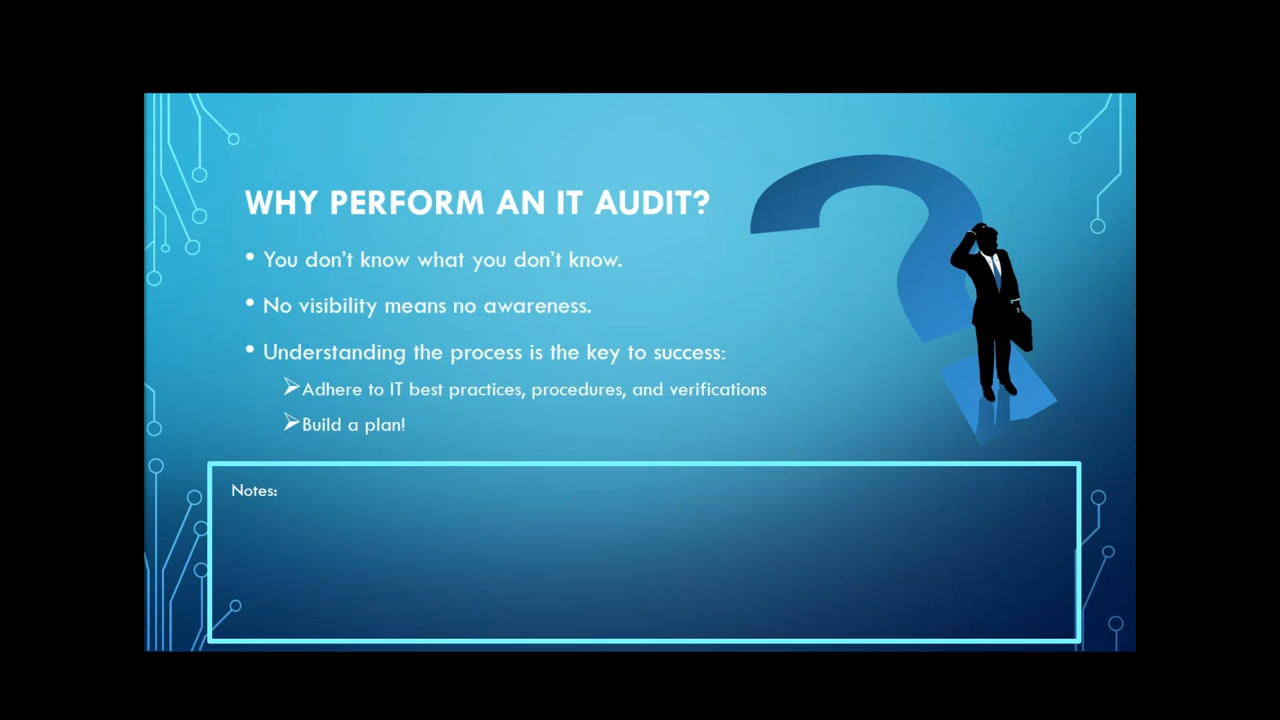 WHY PERFORM AN IT AUDIT?
• You don’t know what you don’t know.
• No visibility means no awareness.
• Understanding the process is the key to success:
➢Adhere to IT best practices, procedures, and verifications
➢Build a plan!
Notes: